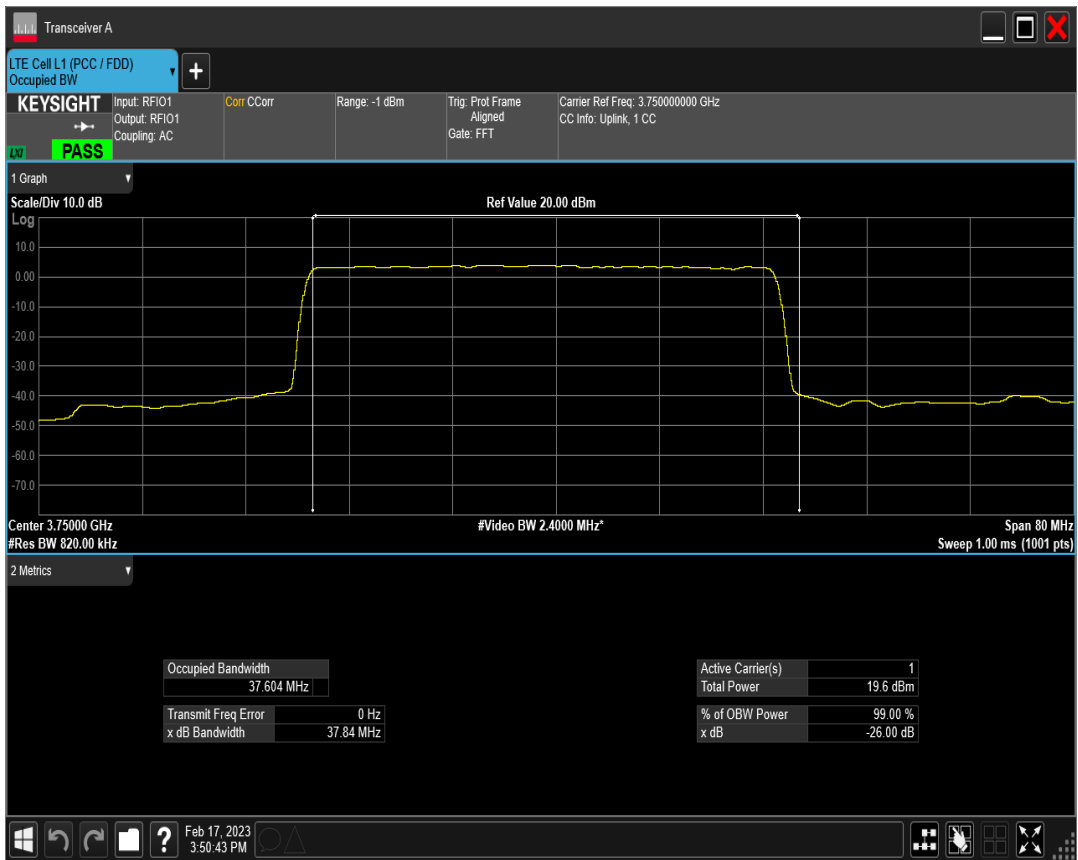 Transceiver A
LTE Cell L1 (PCC / FDD)
Occupied BW
KEYSIGHT
LXI
PASS
Input: RFIO1
Output: RFIO1
Coupling: AC
Corr CCorr
Range: -1 dBm
Trig: Prot Frame
Aligned
Gate: FFT
Carrier Ref Freq: 3.750000000 GHz
CC Info: Uplink, 1 CC
1 Graph
Scale/Div 10.0 dB
Ref Value 20.00 dBm
Log
10.0
0.00
-10.0
-20.0
-30.0
-40.0
-50.0
-60.0
-70.0
Center 3.75000 GHz
#Video BW 2.4000 MHz*
Span 80 MHz
#Res BW 820.00 kHz
Sweep 1.00 ms (1001 pts)
2 Metrics
Occupied Bandwidth
37.604 MHz
Transmit Freq Error 0 Hz
x dB Bandwidth 37.84 MHz
Active Carrier(s) 1
Total Power 19.6 dBm
% of OBW Power 99.00 %
x dB -26.00 dB
?
Feb 17, 2023
3:50:43 PM